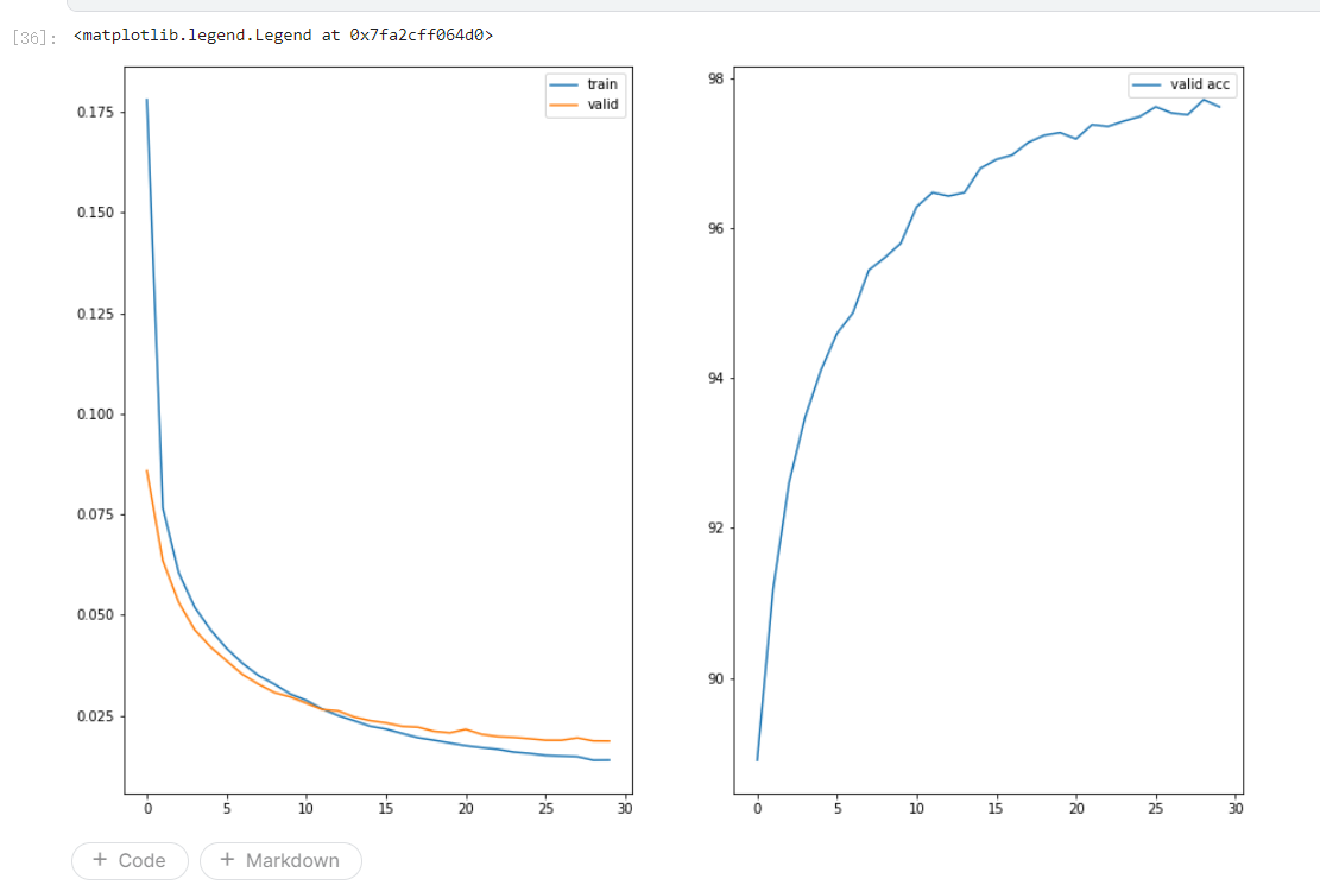 [36]: <matplotlib.legend.Legend at 0x7fa2cff064d0>
train
valid
0.175
0.150
0.125
0.100
0.075
0.050
0.025
0 5 10 15 20 25 30
valid acc
98
96
94
92
90
0 5 10 15 20 25 30
+ Code + Markdown